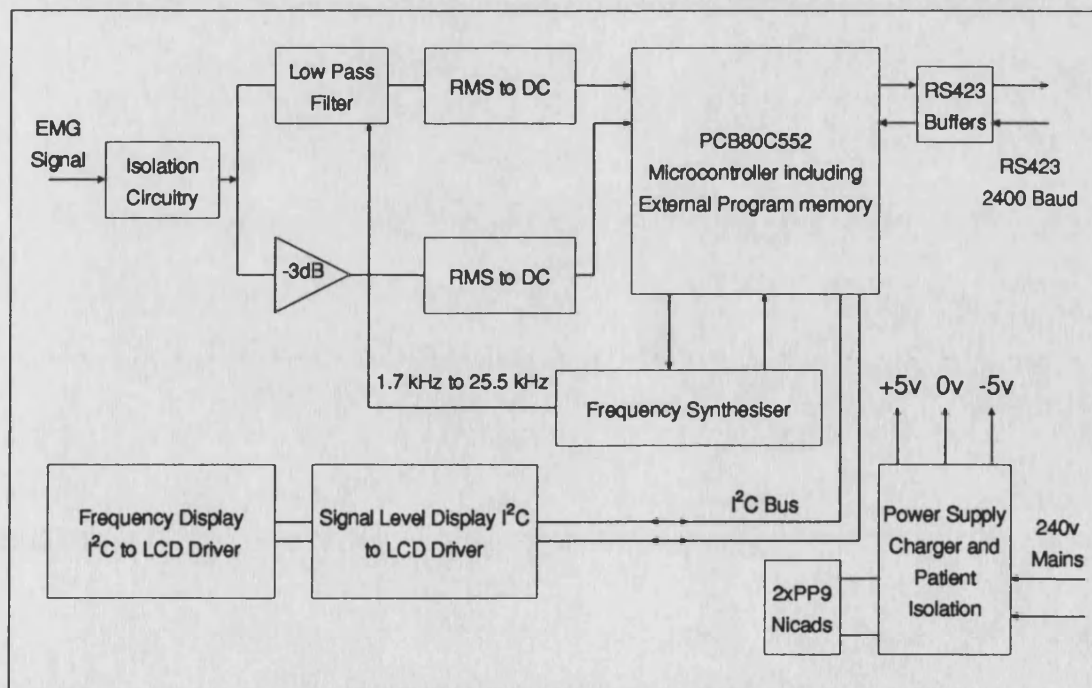 Low Pass
Filter
RMS to DC
PCB80C552
Microcontroller including
External Program memory
RS423
Buffers
EMG
Signal
Isolation
Circuitry
RS423
2400 Baud
-3dB
RMS to DC
1.7 kHz to 25.5 kHz
Frequency Synthesiser
+5v 0v -5v
Frequency Display
I²C to LCD Driver
Signal Level Display I²C
to LCD Driver
I²C Bus
Power Supply
Charger and
Patient
Isolation
240v
Mains
2xPP9
Nicads